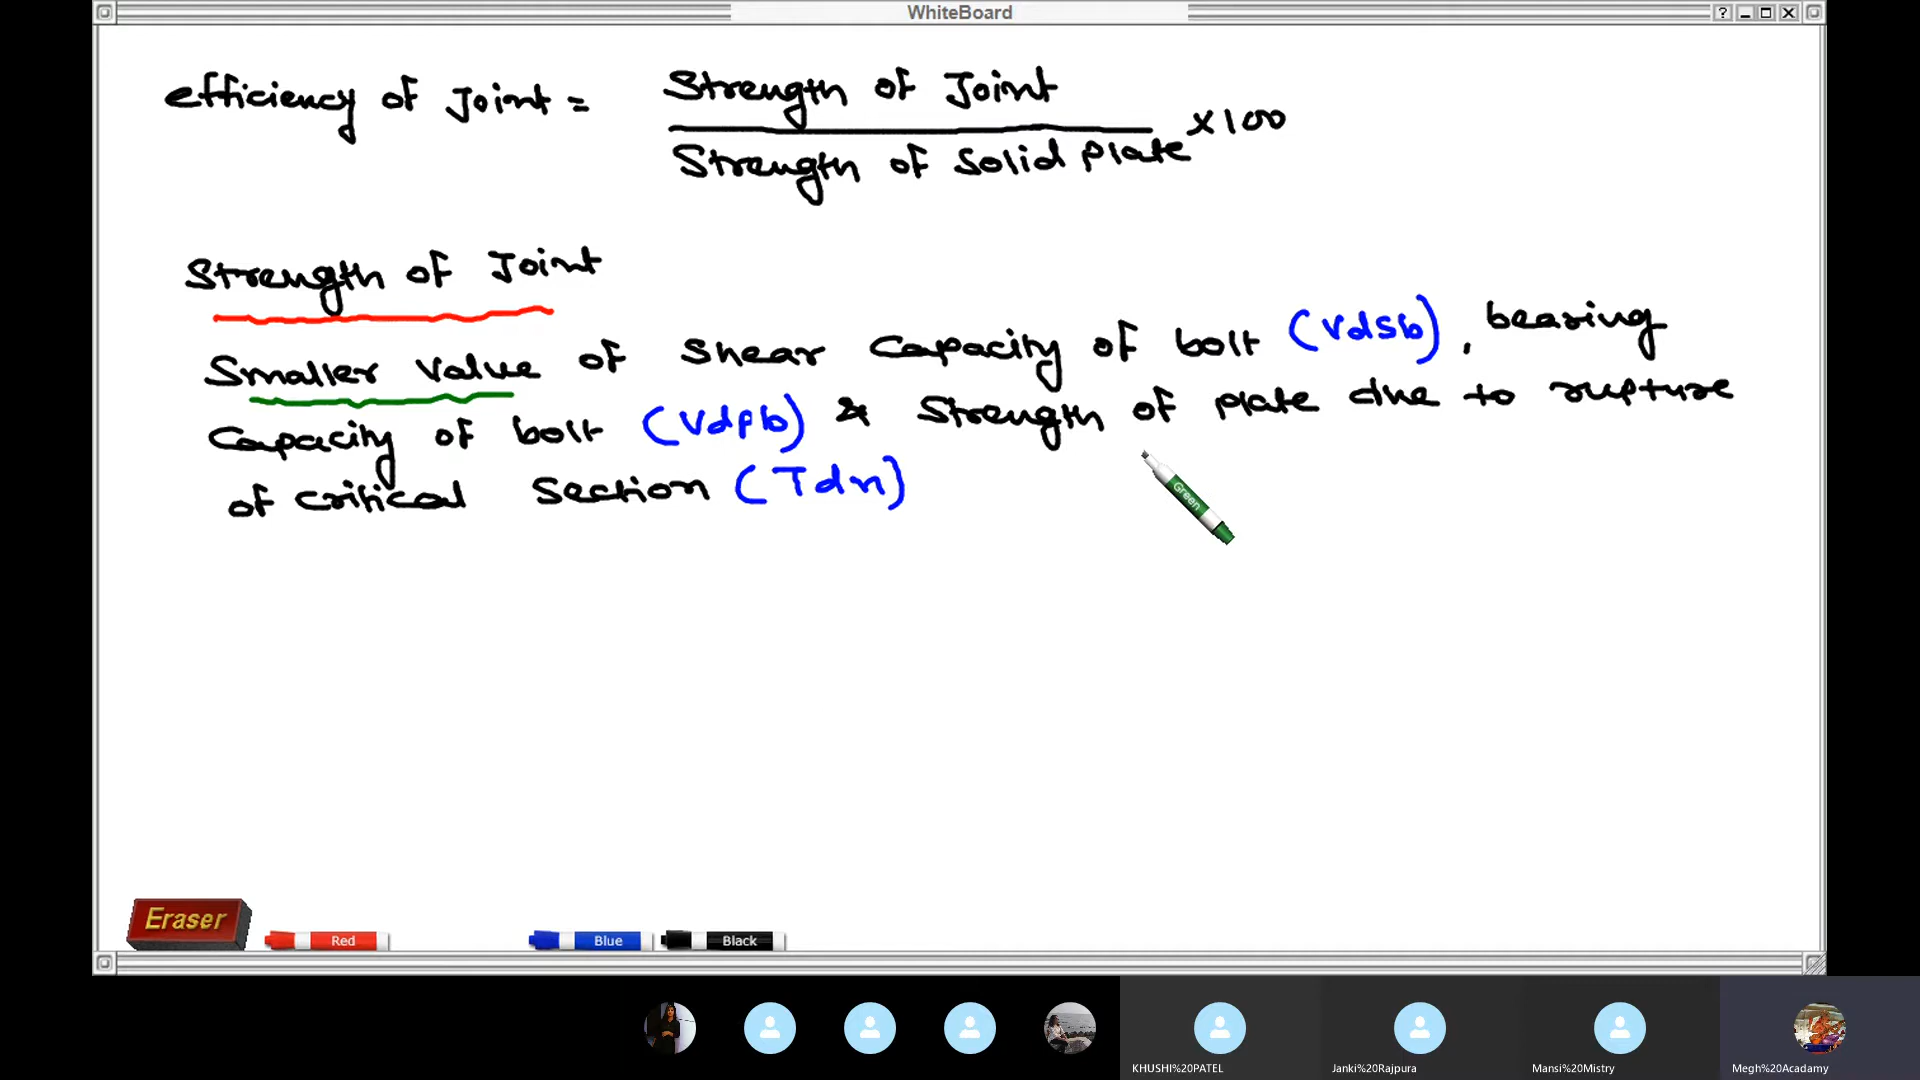 WhiteBoard
efficiency of Joint = Strength of Joint / Strength of Solid plate ×100
Strength of Joint
Smaller value of Shear Capacity of bolt (Vdsb), bearing
Capacity of bolt (Vdpb) & Strength of plate due to rupture
of critical Section (Tdn)
Green
Eraser
Red
Blue
Black
KHUSHI%20PATEL
Janki%20Rajpura
Mansi%20Mistry
Megh%20Acadamy